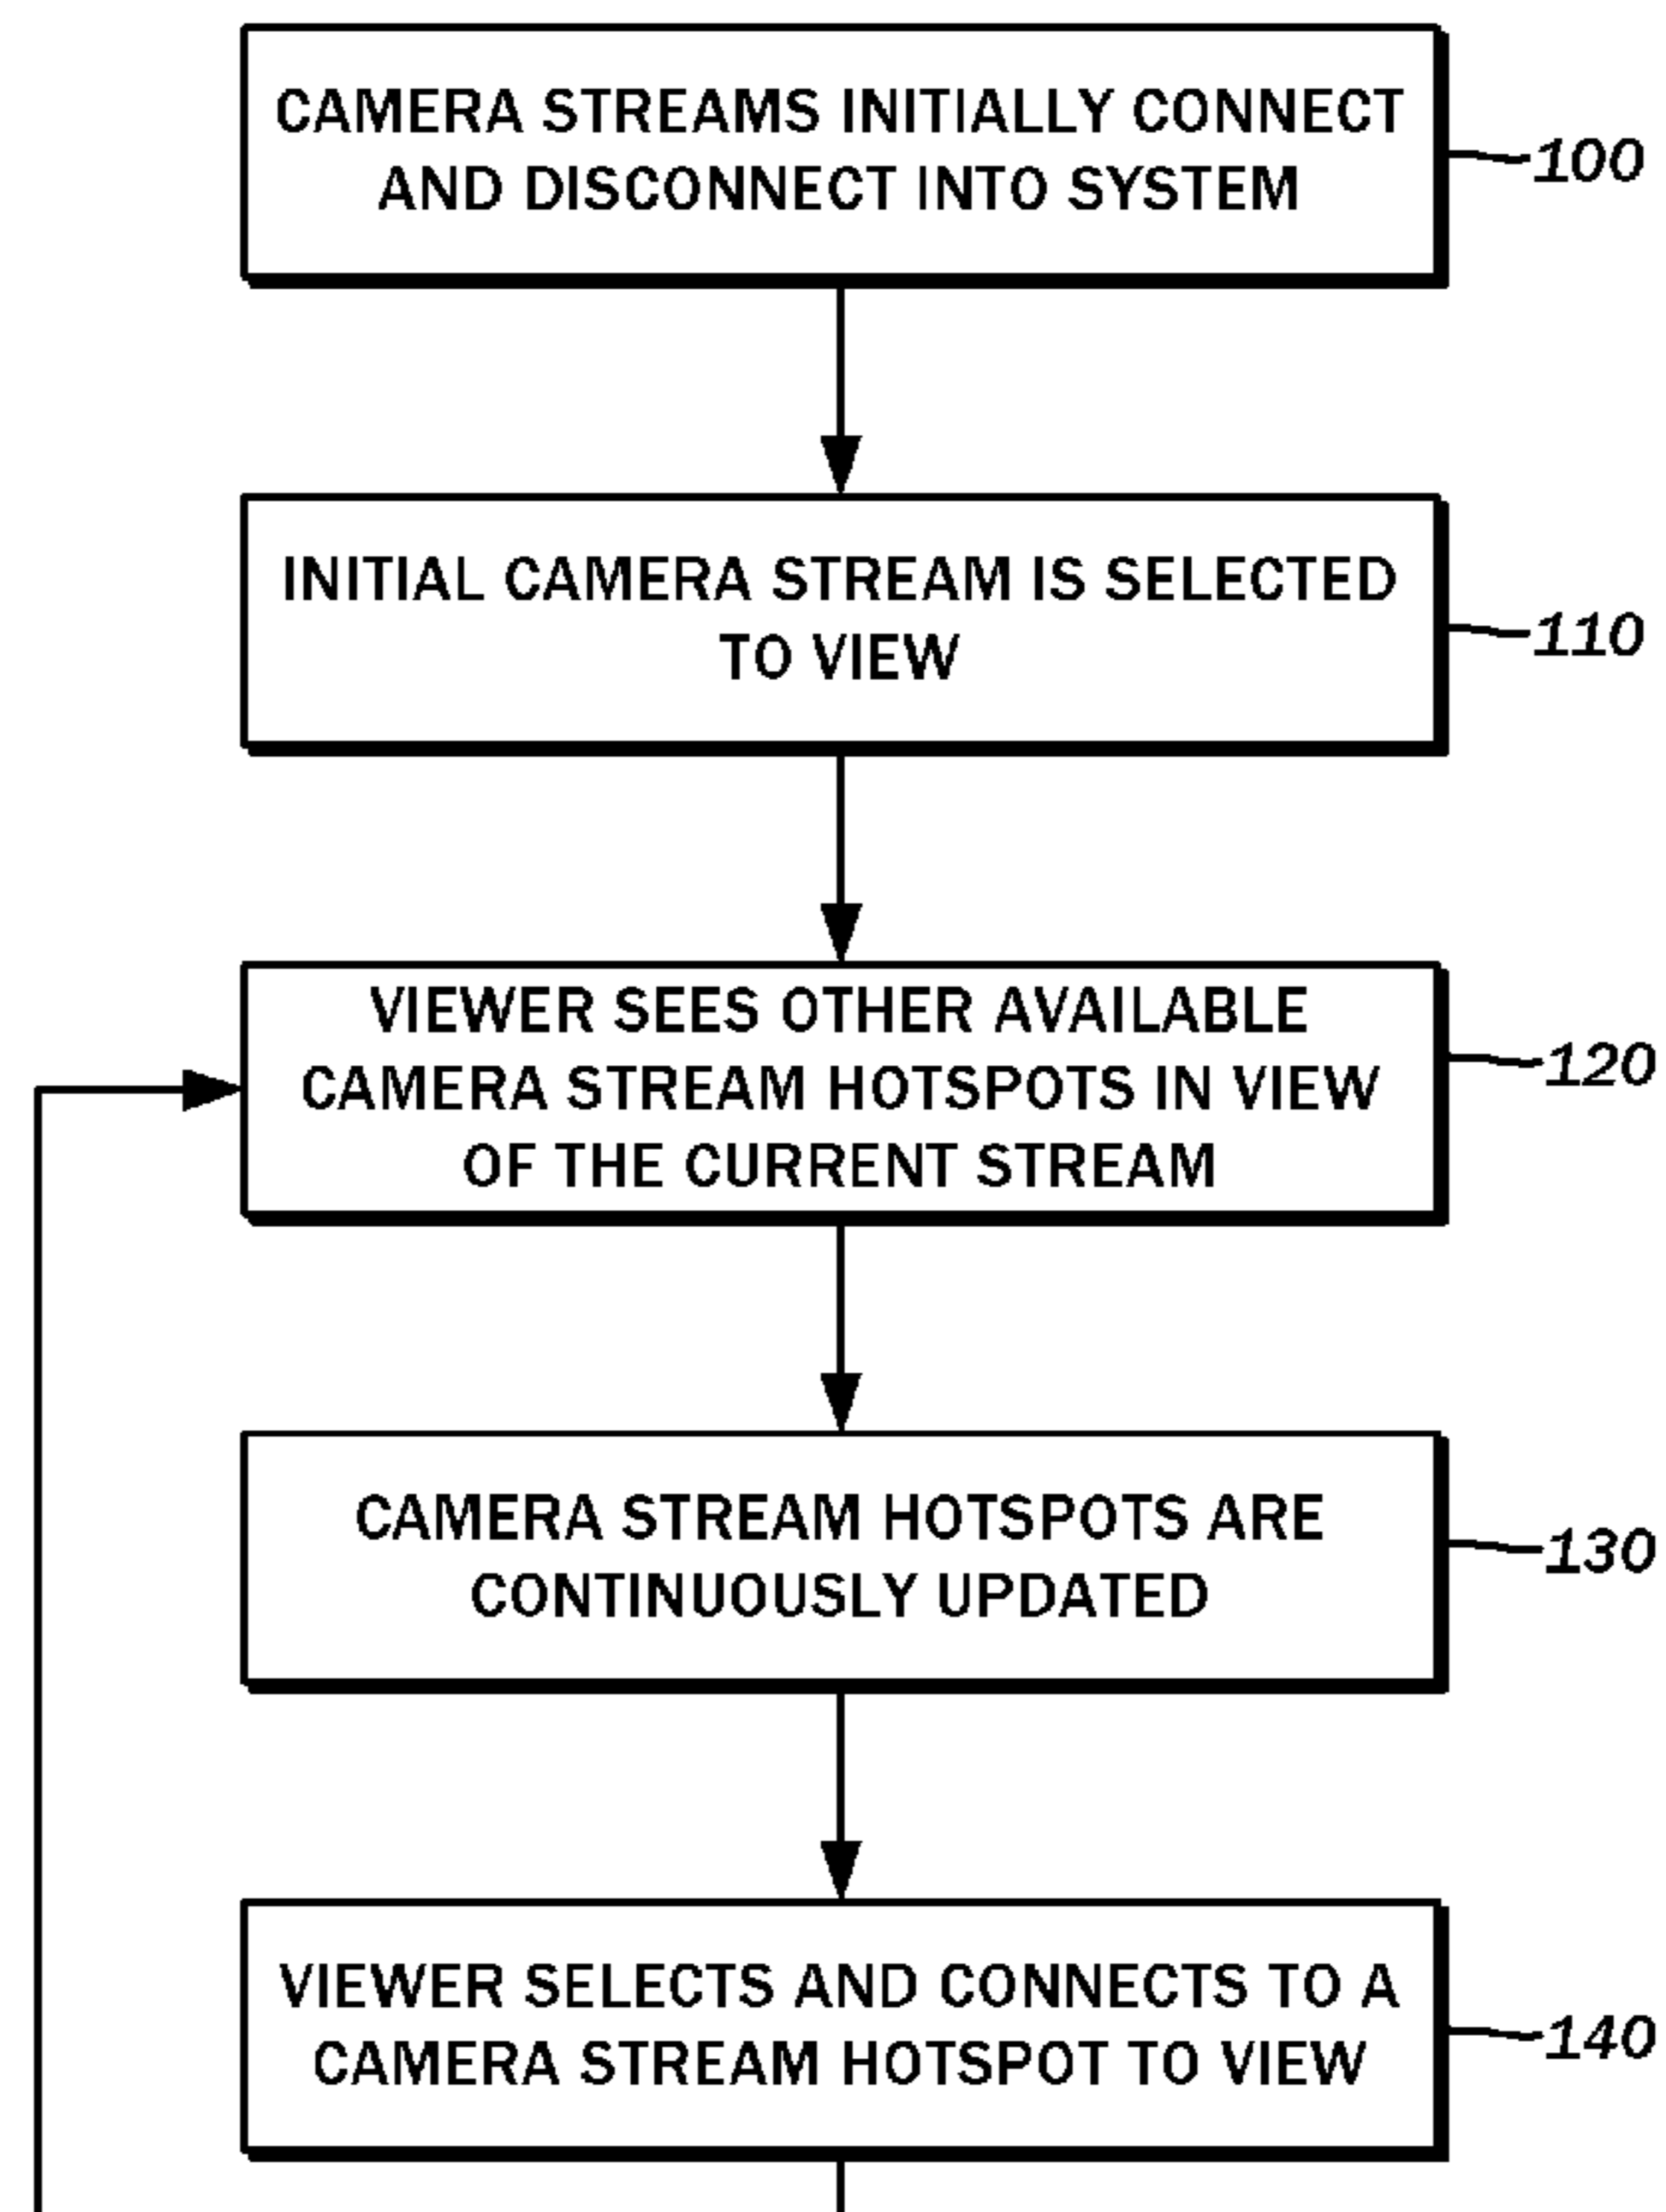 CAMERA STREAMS INITIALLY CONNECT
AND DISCONNECT INTO SYSTEM
100
INITIAL CAMERA STREAM IS SELECTED
TO VIEW
110
VIEWER SEES OTHER AVAILABLE
CAMERA STREAM HOTSPOTS IN VIEW
OF THE CURRENT STREAM
120
CAMERA STREAM HOTSPOTS ARE
CONTINUOUSLY UPDATED
130
VIEWER SELECTS AND CONNECTS TO A
CAMERA STREAM HOTSPOT TO VIEW
140